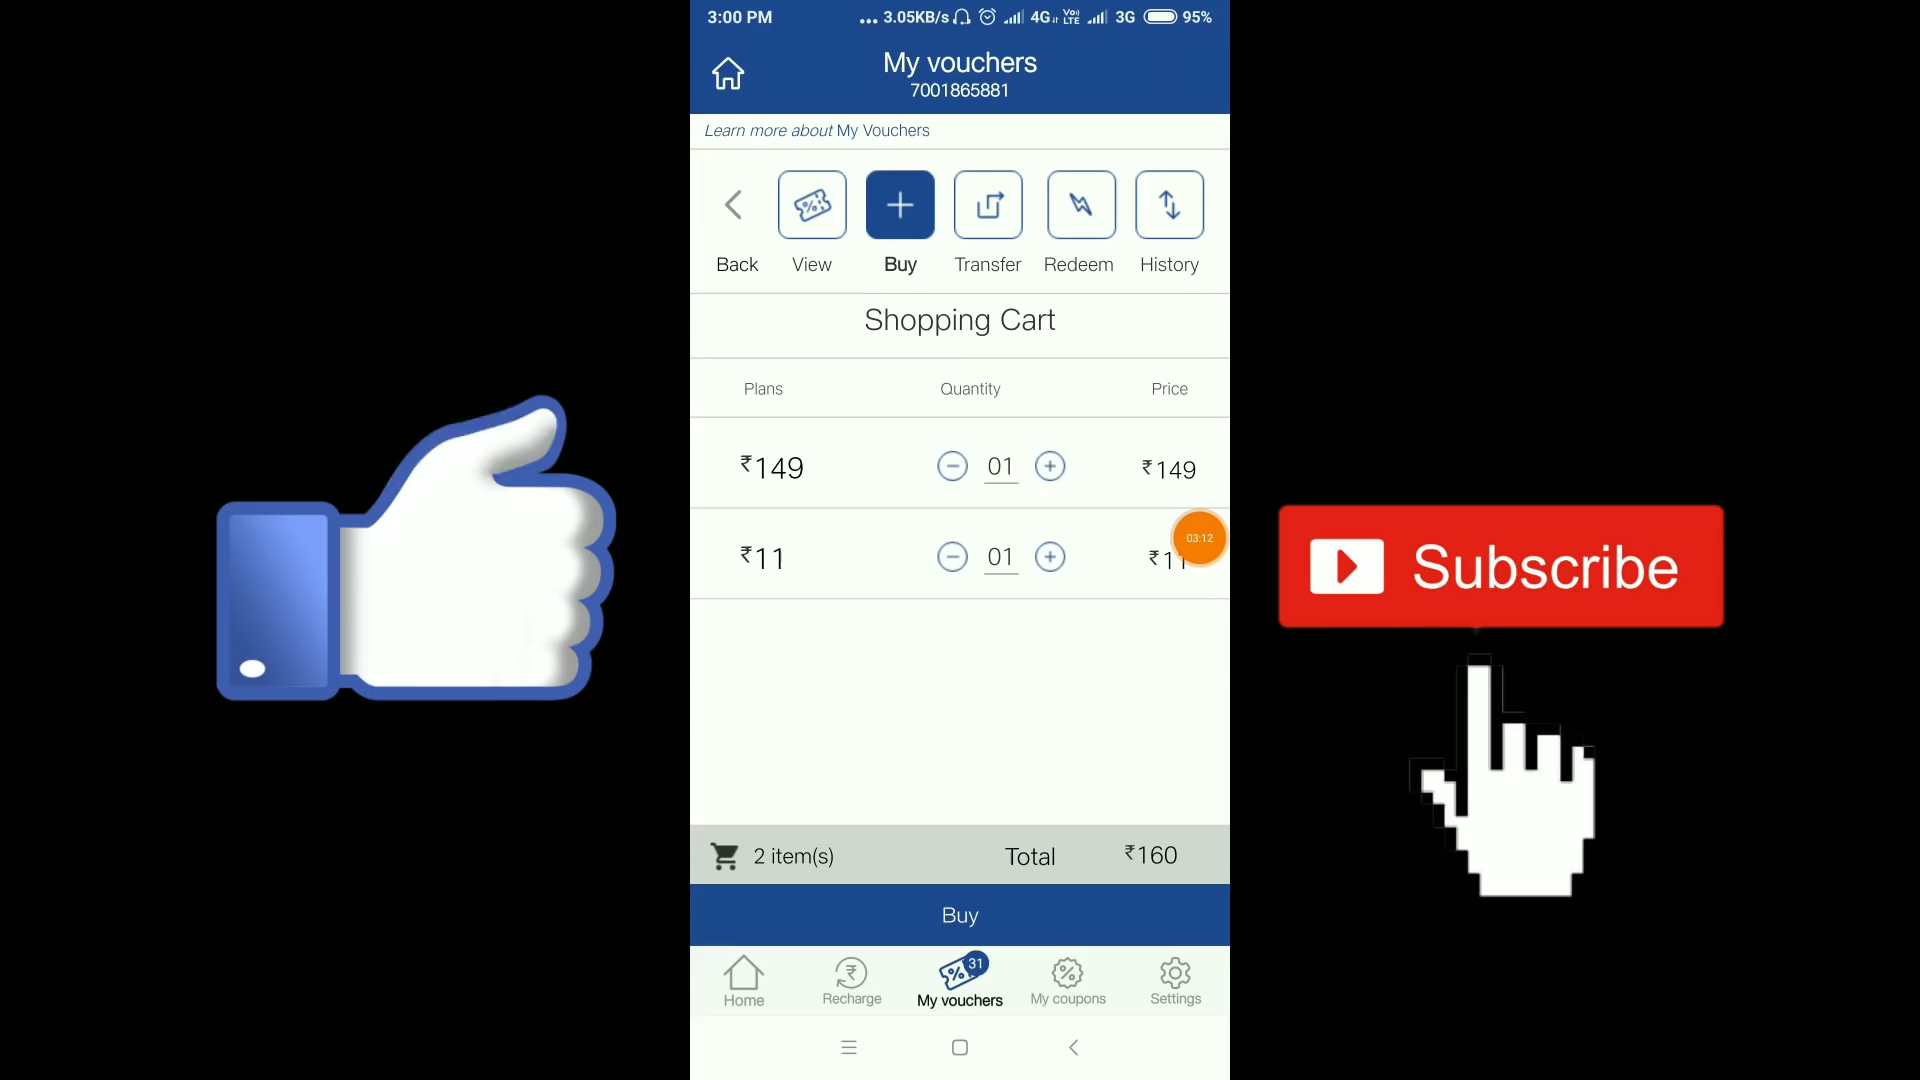 3:00 PM
... 3.05KB/s 4G VoLTE 3G 95%
My vouchers
7001865881
Learn more about My Vouchers
Back View Buy Transfer Redeem History
Shopping Cart
Plans Quantity Price
₹149 01 ₹149
03:12
₹11 01 ₹11
Subscribe
2 item(s) Total ₹160
Buy
31
Home Recharge My vouchers My coupons Settings